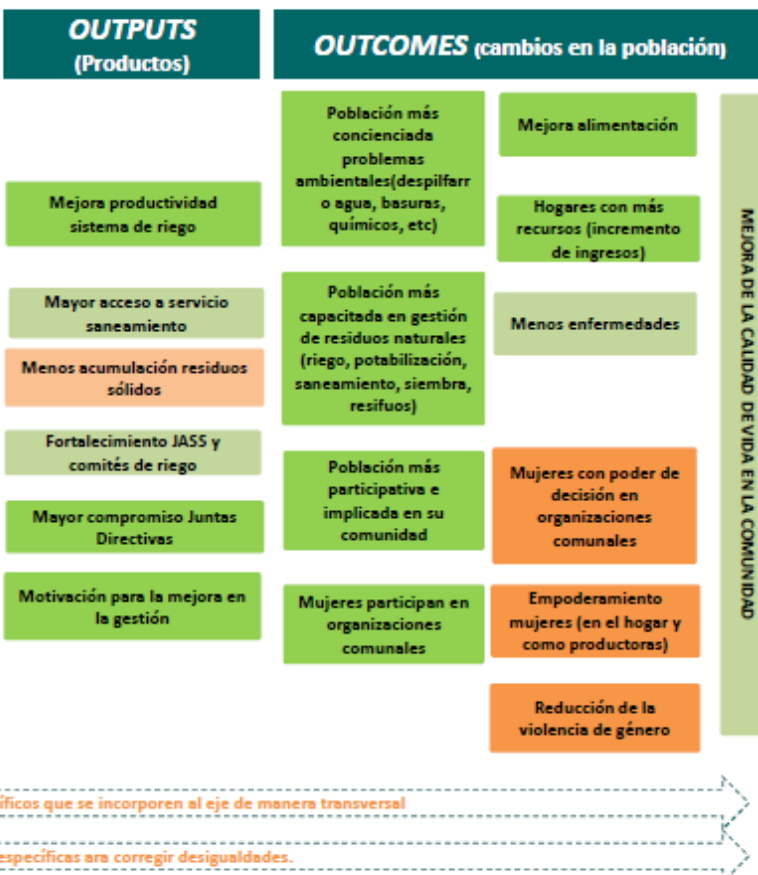 OUTPUTS
(Productos)
OUTCOMES (cambios en la población)
Mejora productividad
sistema de riego
Mayor acceso a servicio
saneamiento
Menos acumulación residuos
sólidos
Fortalecimiento JASS y
comités de riego
Mayor compromiso Juntas
Directivas
Motivación para la mejora en
la gestión
Población más
concienciada
problemas
ambientales(despilfarr
o agua, basuras,
químicos, etc)
Población más
capacitada en gestión
de residuos naturales
(riego, potabilización,
saneamiento, siembra,
resifuos)
Población más
participativa e
implicada en su
comunidad
Mujeres participan en
organizaciones
comunales
Mejora alimentación
Hogares con más
recursos (incremento
de ingresos)
Menos enfermedades
Mujeres con poder de
decisión en
organizaciones
comunales
Empoderamiento
mujeres (en el hogar y
como productoras)
Reducción de la
violencia de género
MEJORA DE LA CALIDAD DE VIDA EN LA COMUNIDAD
íficos que se incorporen al eje de manera transversal
específicas ara corregir desigualdades.